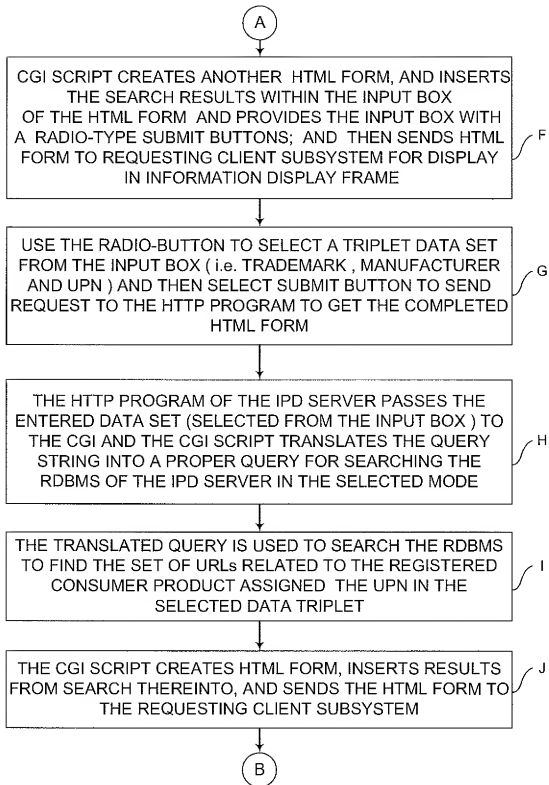 A
CGI SCRIPT CREATES ANOTHER HTML FORM, AND INSERTS
THE SEARCH RESULTS WITHIN THE INPUT BOX
OF THE HTML FORM AND PROVIDES THE INPUT BOX WITH
A RADIO-TYPE SUBMIT BUTTONS; AND THEN SENDS HTML
FORM TO REQUESTING CLIENT SUBSYSTEM FOR DISPLAY
IN INFORMATION DISPLAY FRAME
F
USE THE RADIO-BUTTON TO SELECT A TRIPLET DATA SET
FROM THE INPUT BOX ( i.e. TRADEMARK , MANUFACTURER
AND UPN ) AND THEN SELECT SUBMIT BUTTON TO SEND
REQUEST TO THE HTTP PROGRAM TO GET THE COMPLETED
HTML FORM
G
THE HTTP PROGRAM OF THE IPD SERVER PASSES THE
ENTERED DATA SET (SELECTED FROM THE INPUT BOX ) TO
THE CGI AND THE CGI SCRIPT TRANSLATES THE QUERY
STRING INTO A PROPER QUERY FOR SEARCHING THE
RDBMS OF THE IPD SERVER IN THE SELECTED MODE
H
THE TRANSLATED QUERY IS USED TO SEARCH THE RDBMS
TO FIND THE SET OF URLs RELATED TO THE REGISTERED
CONSUMER PRODUCT ASSIGNED THE UPN IN THE
SELECTED DATA TRIPLET
I
THE CGI SCRIPT CREATES HTML FORM, INSERTS RESULTS
FROM SEARCH THEREINTO, AND SENDS THE HTML FORM TO
THE REQUESTING CLIENT SUBSYSTEM
J
B